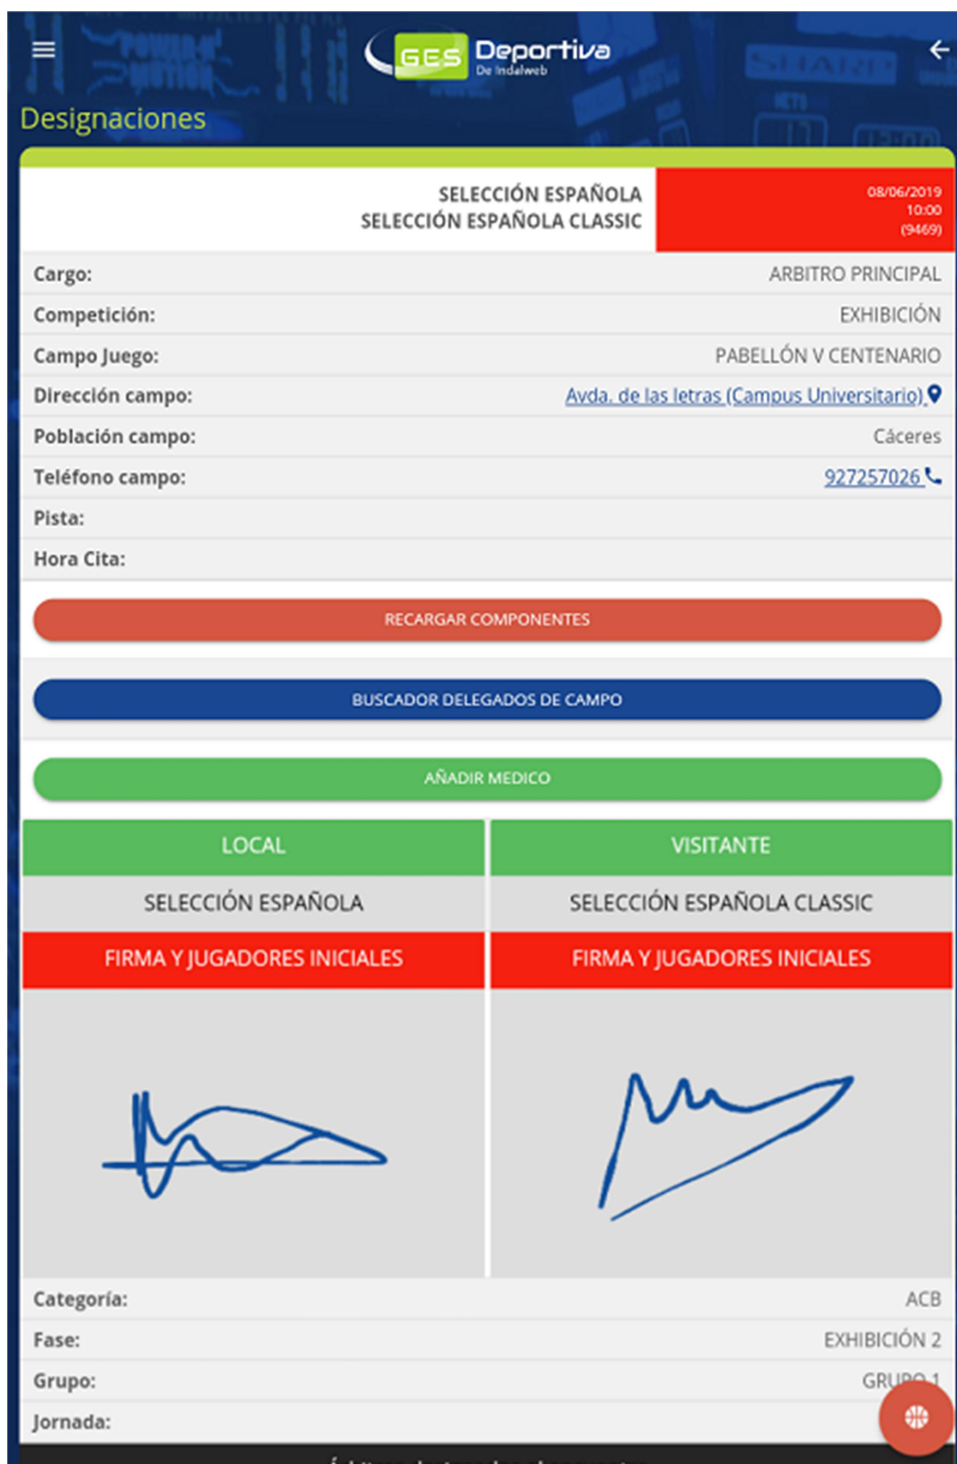 GES Deportiva
De Indalweb
Designaciones
SELECCIÓN ESPAÑOLA
SELECCIÓN ESPAÑOLA CLASSIC
08/06/2019
10:00
(9469)
Cargo: ARBITRO PRINCIPAL
Competición: EXHIBICIÓN
Campo Juego: PABELLÓN V CENTENARIO
Dirección campo: Avda. de las letras (Campus Universitario)
Población campo: Cáceres
Teléfono campo: 927257026
Pista:
Hora Cita:
RECARGAR COMPONENTES
BUSCADOR DELEGADOS DE CAMPO
AÑADIR MEDICO
LOCAL VISITANTE
SELECCIÓN ESPAÑOLA SELECCIÓN ESPAÑOLA CLASSIC
FIRMA Y JUGADORES INICIALES FIRMA Y JUGADORES INICIALES
Categoría: ACB
Fase: EXHIBICIÓN 2
Grupo: GRUPO 1
Jornada: